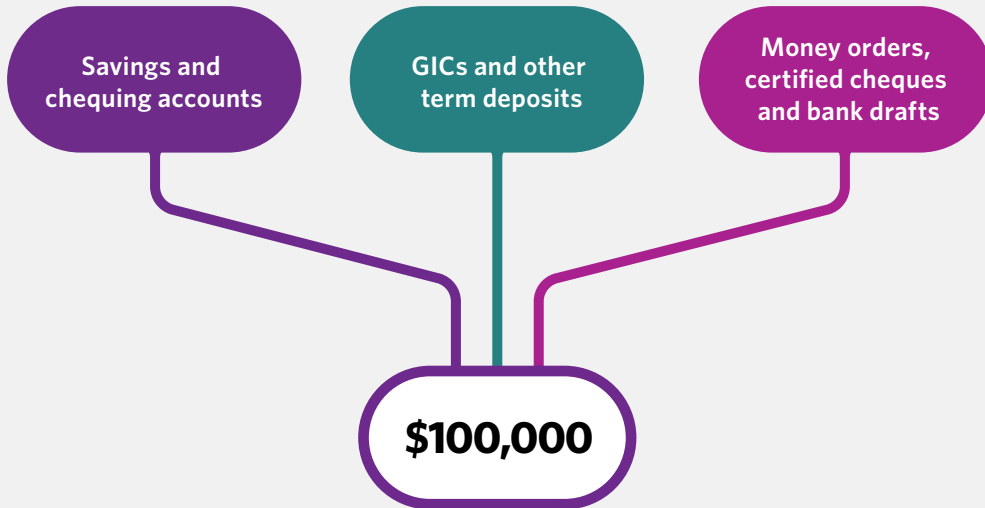 Savings and
chequing accounts
GICs and other
term deposits
Money orders,
certified cheques
and bank drafts
$100,000